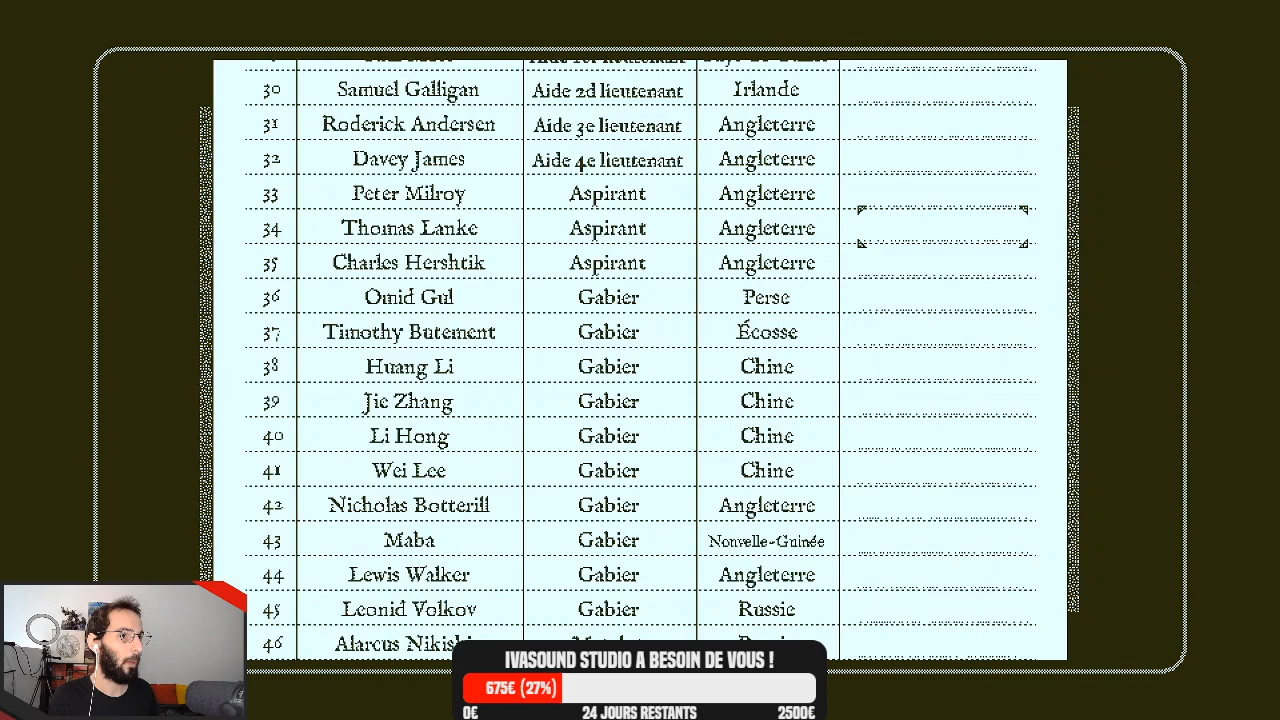 30 Samuel Galligan Aide 2d lieutenant Irlande
31 Roderick Andersen Aide 3e lieutenant Angleterre
32 Davey James Aide 4e lieutenant Angleterre
33 Peter Milroy Aspirant Angleterre
34 Thomas Lanke Aspirant Angleterre
35 Charles Hershtik Aspirant Angleterre
36 Omid Gul Gabier Perse
37 Timothy Butement Gabier Écosse
38 Huang Li Gabier Chine
39 Jie Zhang Gabier Chine
40 Li Hong Gabier Chine
41 Wei Lee Gabier Chine
42 Nicholas Botterill Gabier Angleterre
43 Maba Gabier Nouvelle-Guinée
44 Lewis Walker Gabier Angleterre
45 Leonid Volkov Gabier Russie
46 Alarcus
IVASOUND STUDIO A BESOIN DE VOUS !
675€ (27%)
0€ 24 JOURS RESTANTS 2500€